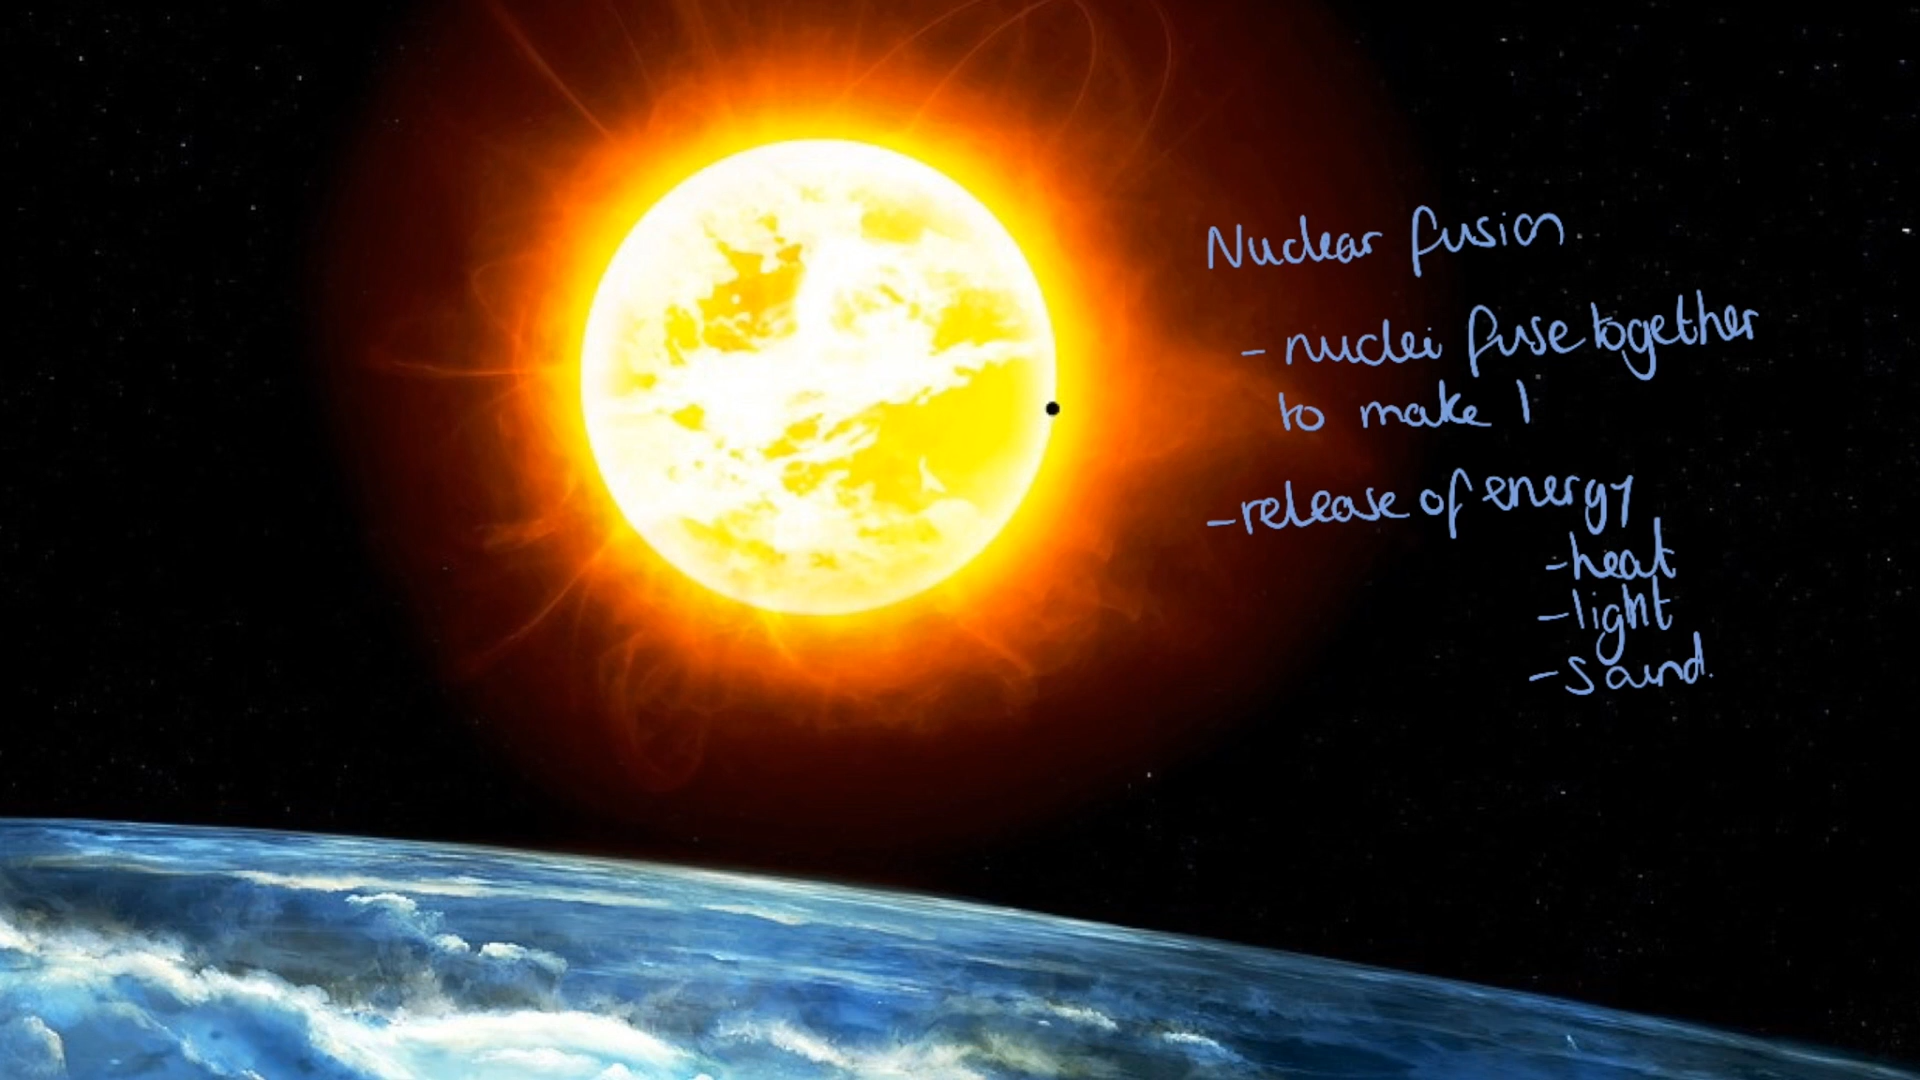 Nuclear fusion
- nuclei fuse together
to make 1
- release of energy
- heat
- light
- sound.